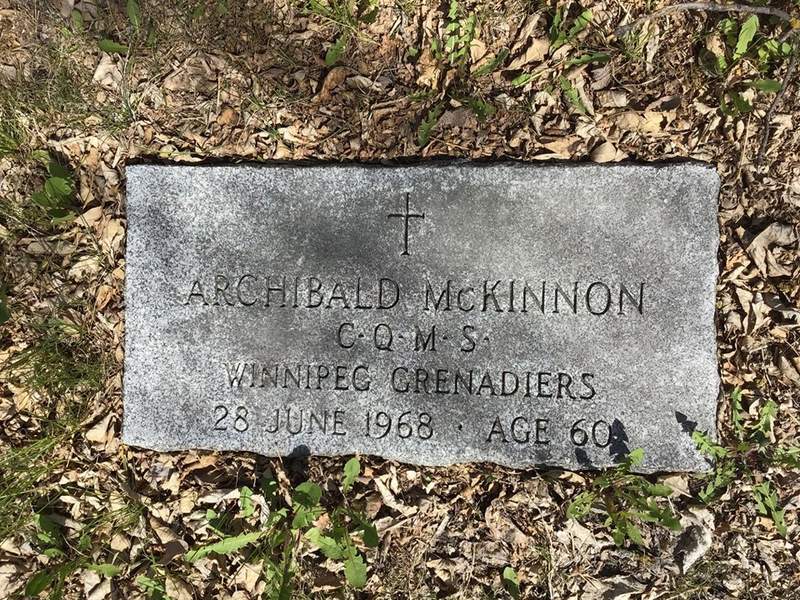 ARCHIBALD McKINNON
C·Q·M·S·
WINNIPEG GRENADIERS
28 JUNE 1968 · AGE 60